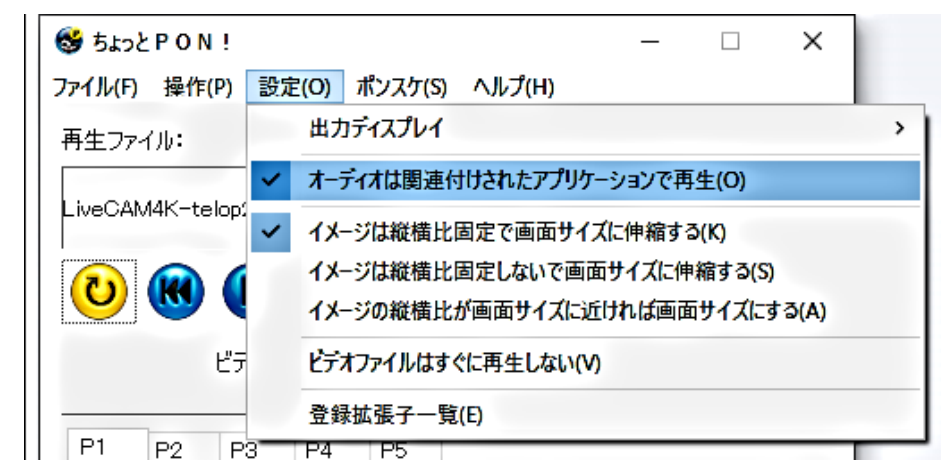 ちょっとＰＯＮ！
ファイル(F) 操作(P) 設定(O) ポンスケ(S) ヘルプ(H)
再生ファイル:
出力ディスプレイ
オーディオは関連付けされたアプリケーションで再生(O)
LiveCAM4K-telop
イメージは縦横比固定で画面サイズに伸縮する(K)
イメージは縦横比固定しないで画面サイズに伸縮する(S)
イメージの縦横比が画面サイズに近ければ画面サイズにする(A)
ビデ
ビデオファイルはすぐに再生しない(V)
登録拡張子一覧(E)
P1 P2 P3 P4 P5